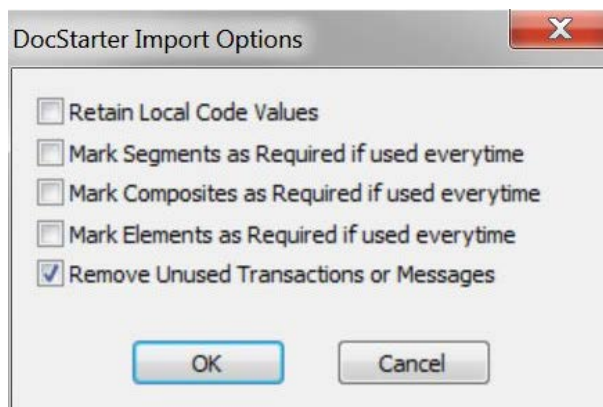 DocStarter Import Options
Retain Local Code Values
Mark Segments as Required if used everytime
Mark Composites as Required if used everytime
Mark Elements as Required if used everytime
Remove Unused Transactions or Messages
OK Cancel